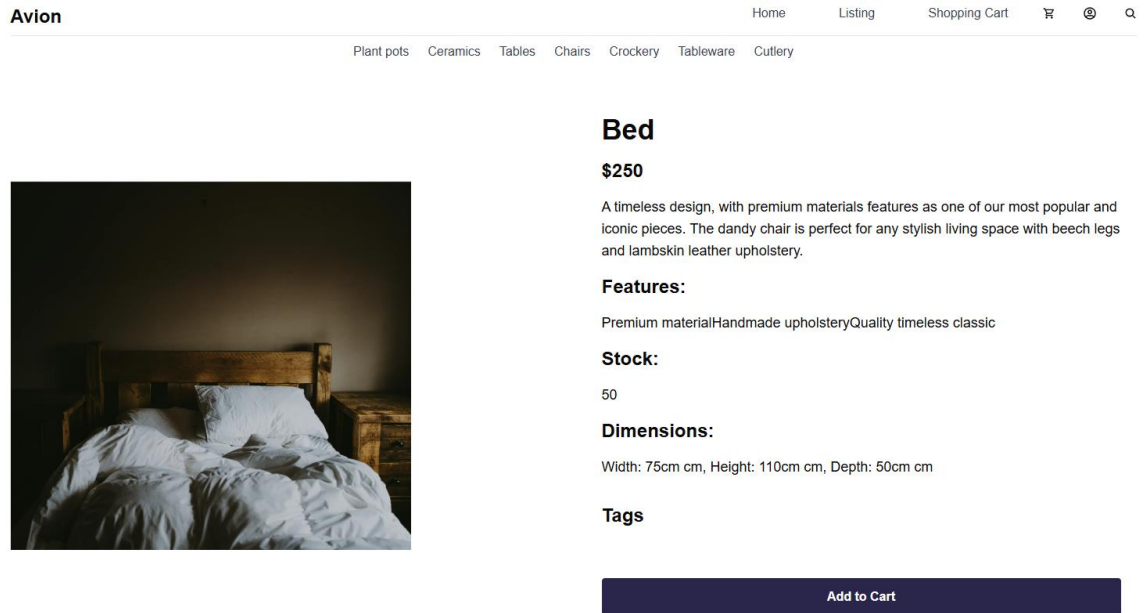 Avion
Home Listing Shopping Cart
Plant pots Ceramics Tables Chairs Crockery Tableware Cutlery
Bed
$250
A timeless design, with premium materials features as one of our most popular and
iconic pieces. The dandy chair is perfect for any stylish living space with beech legs
and lambskin leather upholstery.
Features:
Premium materialHandmade upholsteryQuality timeless classic
Stock:
50
Dimensions:
Width: 75cm cm, Height: 110cm cm, Depth: 50cm cm
Tags
Add to Cart